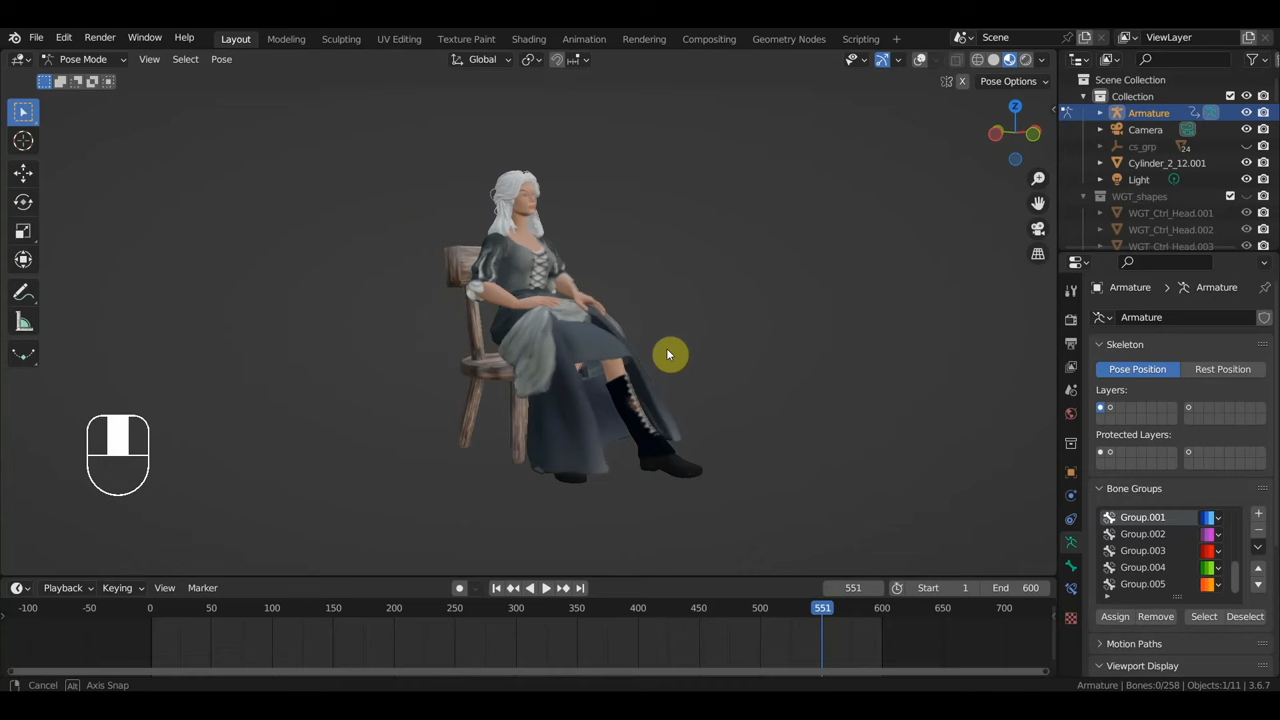 File Edit Render Window Help Layout Modeling Sculpting UV Editing Texture Paint Shading Animation Rendering Compositing Geometry Nodes Scripting + Scene ViewLayer
Pose Mode View Select Pose Global
X Pose Options
Scene Collection
Collection
Armature
Camera
cs_grp 24
Cylinder_2_12.001
Light
WGT_shapes
WGT_Ctrl_Head.001
WGT_Ctrl_Head.002
WGT_Ctrl_Head.003
Z
Armature > Armature
Armature
Skeleton
Pose Position Rest Position
Layers:
Protected Layers:
Bone Groups
Group.001
Group.002
Group.003
Group.004
Group.005
Assign Remove Select Deselect
Motion Paths
Viewport Display
Playback Keying View Marker 551 Start 1 End 600
-100 -50 0 50 100 150 200 250 300 350 400 450 500 551 600 650 700
Cancel Alt Axis Snap
Armature | Bones:0/258 | Objects:1/11 | 3.6.7